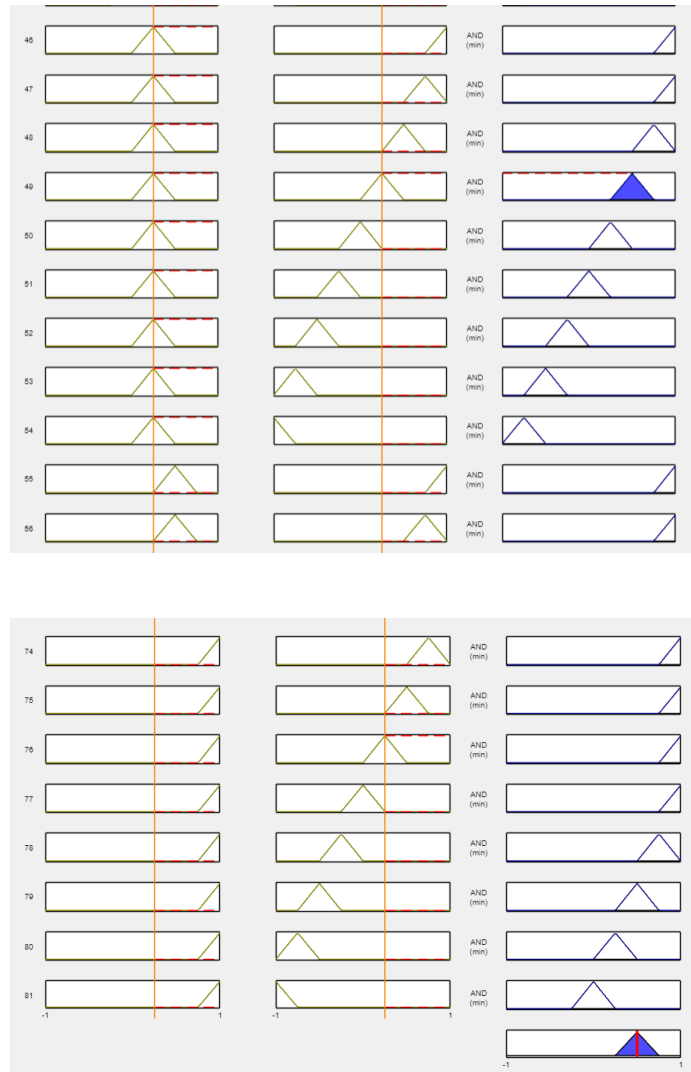 46 AND
(min)
47 AND
(min)
48 AND
(min)
49 AND
(min)
50 AND
(min)
51 AND
(min)
52 AND
(min)
53 AND
(min)
54 AND
(min)
55 AND
(min)
56 AND
(min)
74 AND
(min)
75 AND
(min)
76 AND
(min)
77 AND
(min)
78 AND
(min)
79 AND
(min)
80 AND
(min)
81 AND
(min)
-1 1 -1 1
-1 1